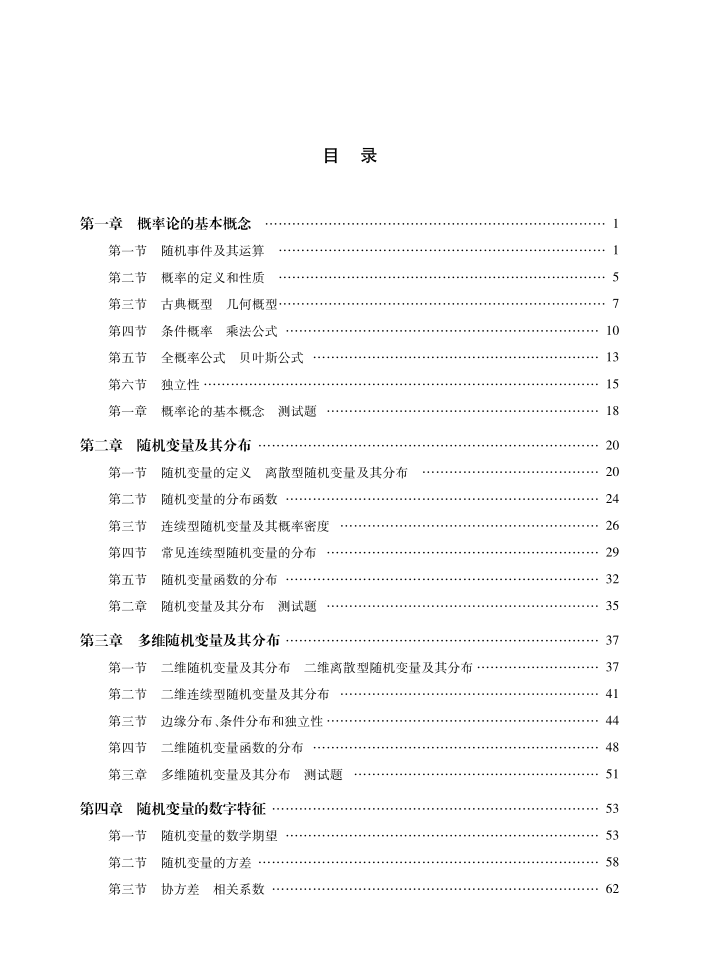 目 录
第一章 概率论的基本概念 …… 1
第一节 随机事件及其运算 …… 1
第二节 概率的定义和性质 …… 5
第三节 古典概型 几何概型 …… 7
第四节 条件概率 乘法公式 …… 10
第五节 全概率公式 贝叶斯公式 …… 13
第六节 独立性 …… 15
第一章 概率论的基本概念 测试题 …… 18
第二章 随机变量及其分布 …… 20
第一节 随机变量的定义 离散型随机变量及其分布 …… 20
第二节 随机变量的分布函数 …… 24
第三节 连续型随机变量及其概率密度 …… 26
第四节 常见连续型随机变量的分布 …… 29
第五节 随机变量函数的分布 …… 32
第二章 随机变量及其分布 测试题 …… 35
第三章 多维随机变量及其分布 …… 37
第一节 二维随机变量及其分布 二维离散型随机变量及其分布 …… 37
第二节 二维连续型随机变量及其分布 …… 41
第三节 边缘分布、条件分布和独立性 …… 44
第四节 二维随机变量函数的分布 …… 48
第三章 多维随机变量及其分布 测试题 …… 51
第四章 随机变量的数字特征 …… 53
第一节 随机变量的数学期望 …… 53
第二节 随机变量的方差 …… 58
第三节 协方差 相关系数 …… 62